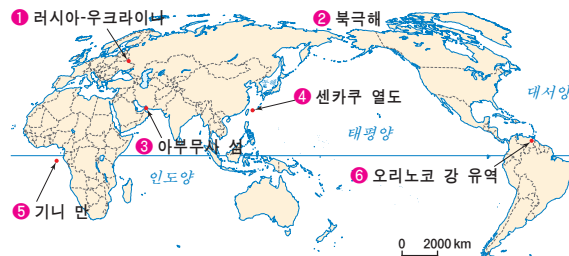 ❶ 러시아-우크라이나
❷ 북극해
❹ 센카쿠 열도
대서양
❸ 아부무사 섬
태평양
인도양
❻ 오리노코 강 유역
❺ 기니 만
0 2000 km